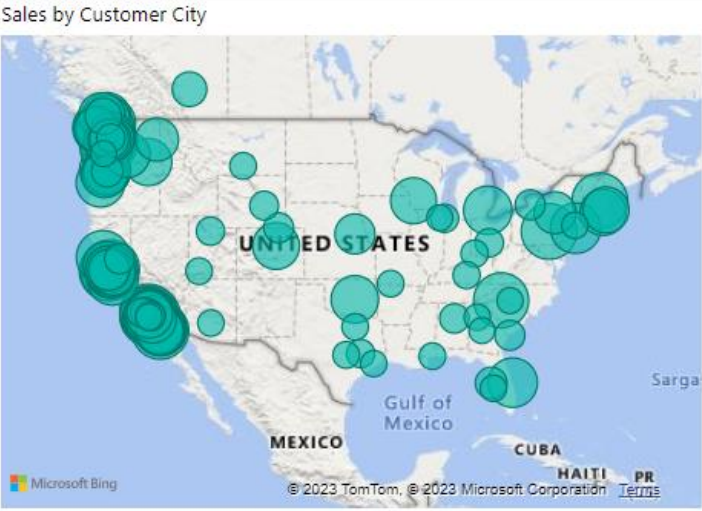 Sales by Customer City
UNITED STATES
Sarga
Gulf of
Mexico
MEXICO
CUBA
HAITI
PR
Microsoft Bing
© 2023 TomTom, © 2023 Microsoft Corporation Terms